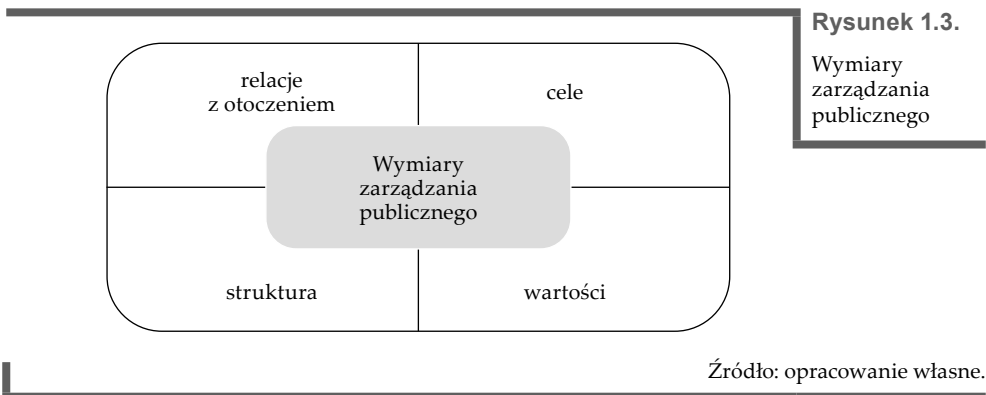 Rysunek 1.3.
Wymiary
zarządzania
publicznego
relacje
z otoczeniem
cele
Wymiary
zarządzania
publicznego
struktura
wartości
Źródło: opracowanie własne.